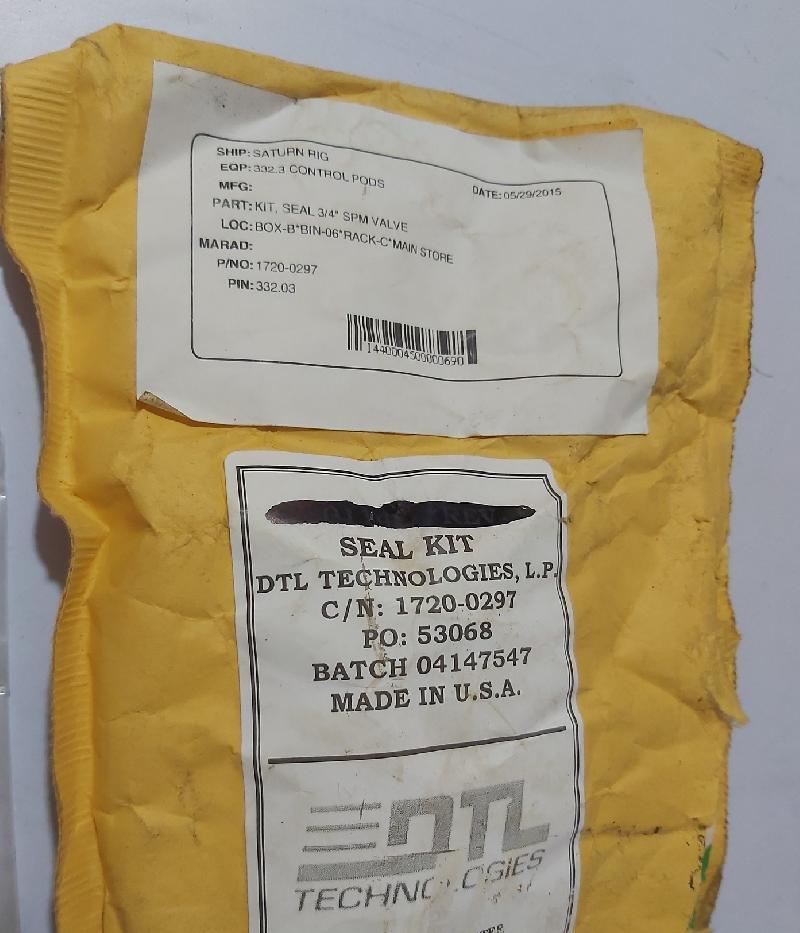 SHIP: SATURN RIG
EQP: 332.3 CONTROL PODS
DATE: 05/29/2015
MFG:
PART: KIT, SEAL 3/4" SPM VALVE
LOC: BOX-B*BIN-06*RACK-C*MAIN STORE
MARAD:
P/NO: 1720-0297
PIN: 332.03
1440004500000690
REV
SEAL KIT
DTL TECHNOLOGIES, L.P.
C/N: 1720-0297
PO: 53068
BATCH 04147547
MADE IN U.S.A.
DTL
TECHNOLOGIES